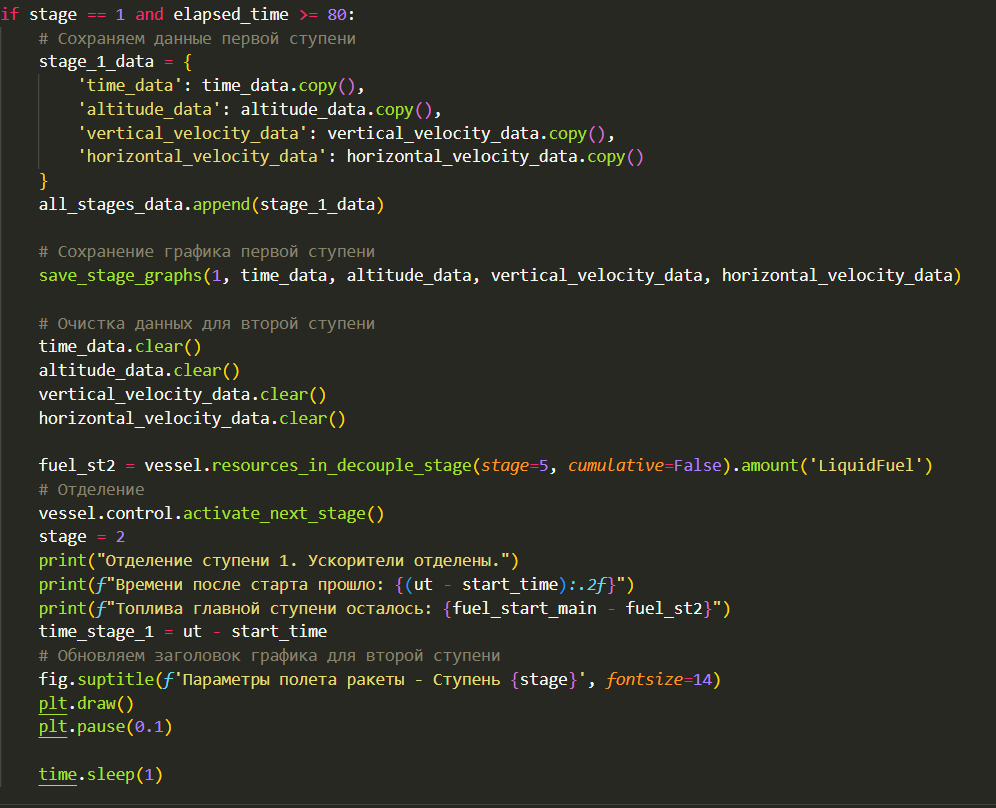 if stage == 1 and elapsed_time >= 80:
    # Сохраняем данные первой ступени
    stage_1_data = {
        'time_data': time_data.copy(),
        'altitude_data': altitude_data.copy(),
        'vertical_velocity_data': vertical_velocity_data.copy(),
        'horizontal_velocity_data': horizontal_velocity_data.copy()
    }
    all_stages_data.append(stage_1_data)

    # Сохранение графика первой ступени
    save_stage_graphs(1, time_data, altitude_data, vertical_velocity_data, horizontal_velocity_data)

    # Очистка данных для второй ступени
    time_data.clear()
    altitude_data.clear()
    vertical_velocity_data.clear()
    horizontal_velocity_data.clear()

    fuel_st2 = vessel.resources_in_decouple_stage(stage=5, cumulative=False).amount('LiquidFuel')
    # Отделение
    vessel.control.activate_next_stage()
    stage = 2
    print("Отделение ступени 1. Ускорители отделены.")
    print(f"Времени после старта прошло: {(ut - start_time):.2f}")
    print(f"Топлива главной ступени осталось: {fuel_start_main - fuel_st2}")
    time_stage_1 = ut - start_time
    # Обновляем заголовок графика для второй ступени
    fig.suptitle(f'Параметры полета ракеты - Ступень {stage}', fontsize=14)
    plt.draw()
    plt.pause(0.1)

    time.sleep(1)